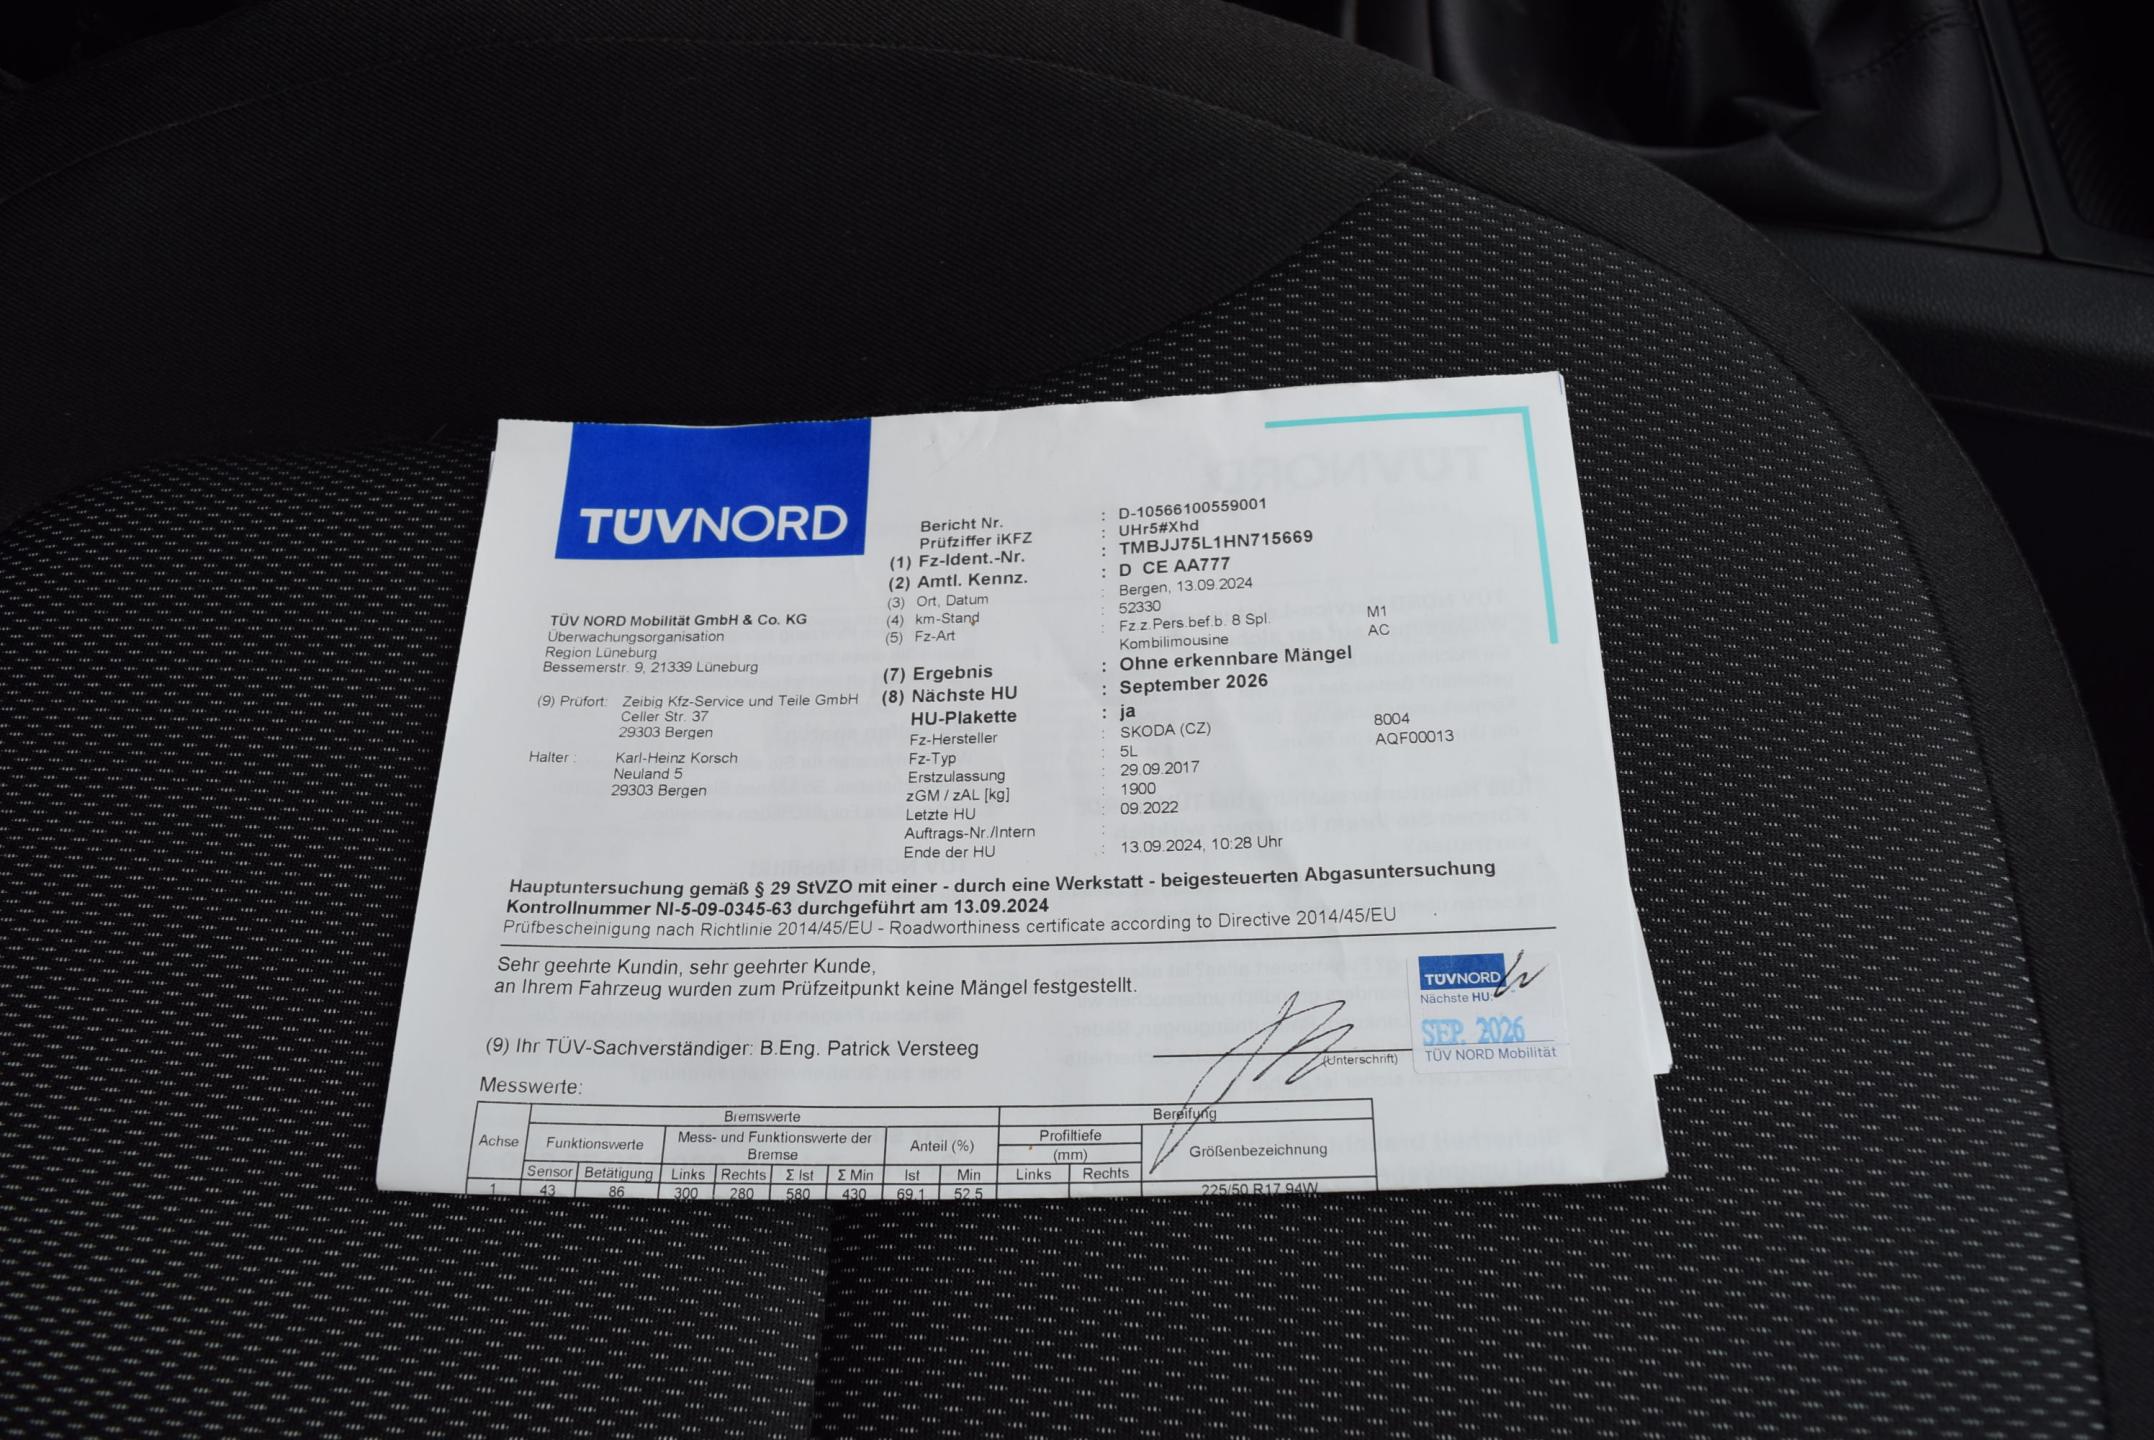 TÜVNORD
Bericht Nr. : D-10566100559001
Prüfziffer iKFZ : UHr5#Xhd
(1) Fz-Ident.-Nr. : TMBJJ75L1HN715669
(2) Amtl. Kennz. : D CE AA777
(3) Ort, Datum : Bergen, 13.09.2024
(4) km-Stand : 52330
(5) Fz-Art : Fz.z.Pers.bef.b. 8 Spl. M1
Kombilimousine AC
(7) Ergebnis : Ohne erkennbare Mängel
(8) Nächste HU : September 2026
HU-Plakette : ja
Fz-Hersteller : SKODA (CZ) 8004
Fz-Typ : 5L AQF00013
Erstzulassung : 29.09.2017
zGM / zAL [kg] : 1900
Letzte HU : 09.2022
Auftrags-Nr./Intern :
Ende der HU : 13.09.2024, 10:28 Uhr
TÜV NORD Mobilität GmbH & Co. KG
Überwachungsorganisation
Region Lüneburg
Bessemerstr. 9, 21339 Lüneburg
(9) Prüfort: Zeibig Kfz-Service und Teile GmbH
Celler Str. 37
29303 Bergen
Halter : Karl-Heinz Korsch
Neuland 5
29303 Bergen
Hauptuntersuchung gemäß § 29 StVZO mit einer - durch eine Werkstatt - beigesteuerten Abgasuntersuchung
Kontrollnummer NI-5-09-0345-63 durchgeführt am 13.09.2024
Prüfbescheinigung nach Richtlinie 2014/45/EU - Roadworthiness certificate according to Directive 2014/45/EU
Sehr geehrte Kundin, sehr geehrter Kunde,
an Ihrem Fahrzeug wurden zum Prüfzeitpunkt keine Mängel festgestellt.
(9) Ihr TÜV-Sachverständiger: B.Eng. Patrick Versteeg
(Unterschrift)
TÜVNORD
Nächste HU:
SEP. 2026
TÜV NORD Mobilität
Messwerte:
Achse Bremswerte Bereifung
Funktionswerte Mess- und Funktionswerte der Bremse Anteil (%) Profiltiefe (mm) Größenbezeichnung
Sensor Betätigung Links Rechts Σ Ist Σ Min Ist Min Links Rechts
1 43 86 300 280 580 430 69.1 52.5 225/50 R17 94W